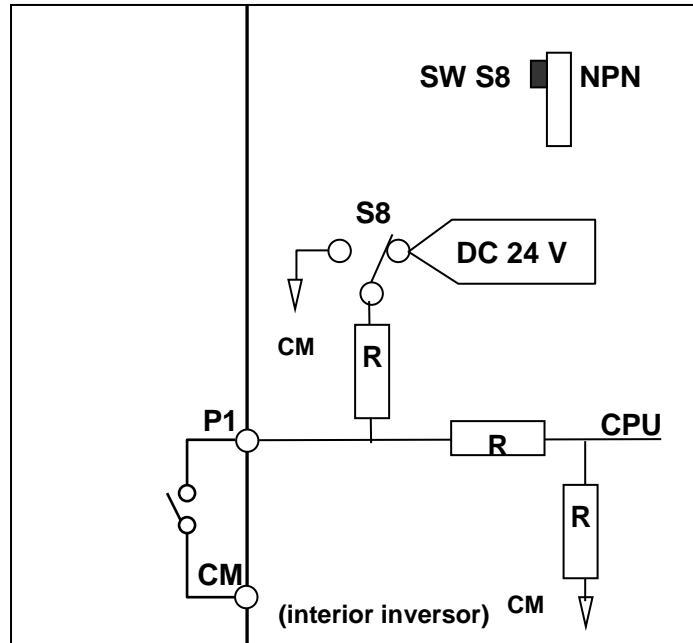 SW S8 NPN
S8
DC 24 V
CM
R
P1
R
CPU
R
CM
(interior inversor) CM